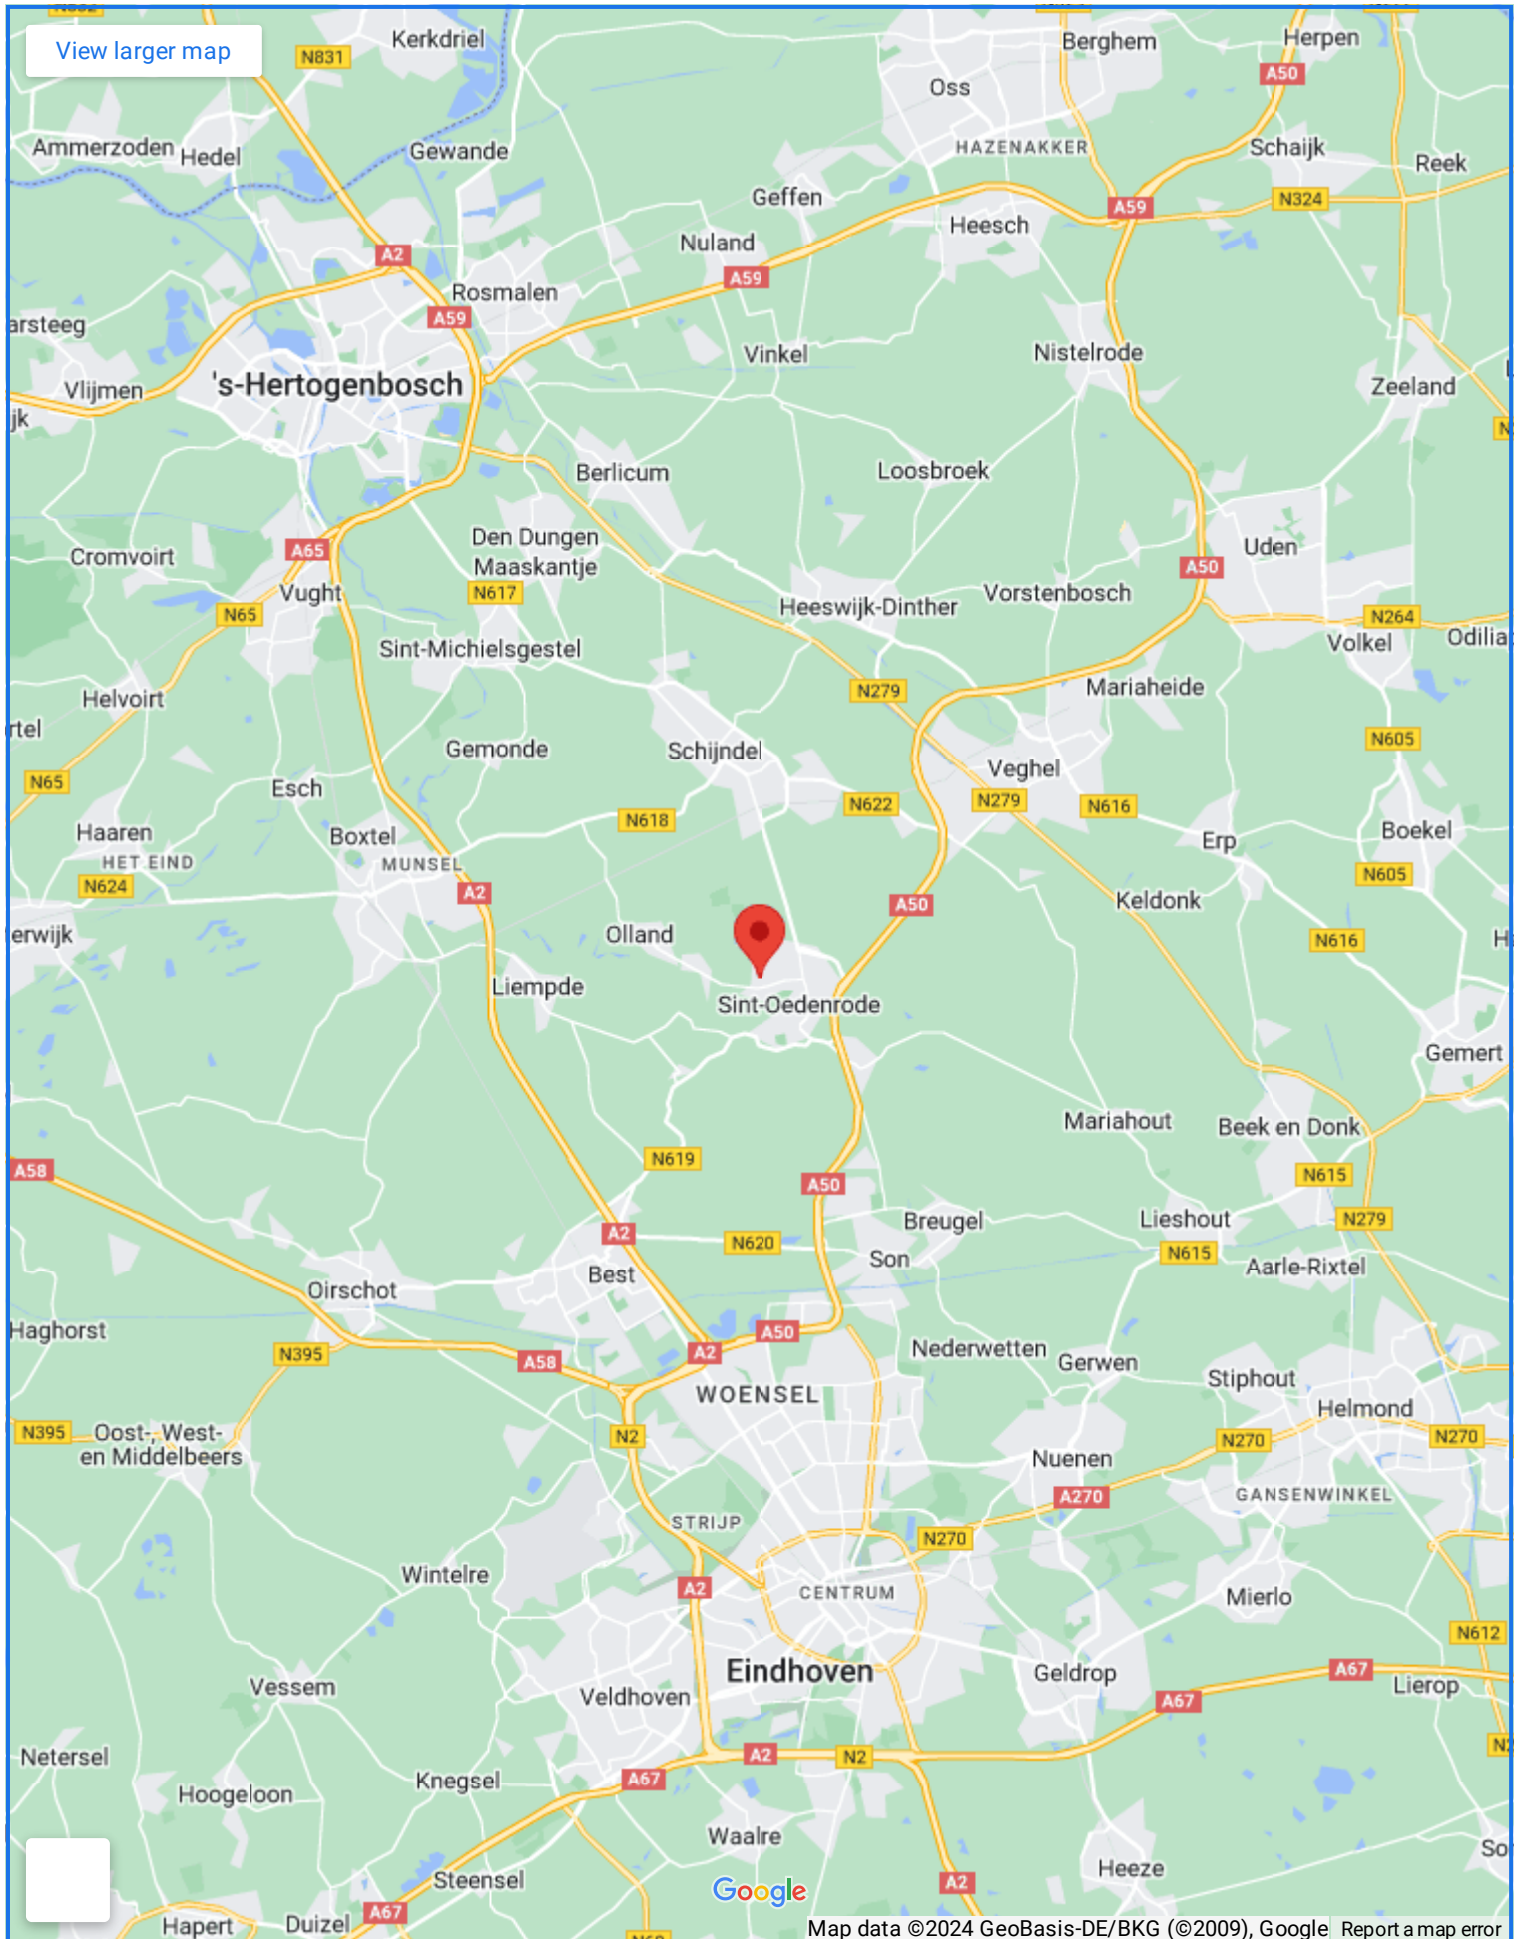 Kerkdriel
Berghem
Herpen
View larger map
N831
A50
Oss
Ammerzoden
Hedel
Gewande
HAZENAKKER
Schaijk
Reek
Geffen
A59
N324
Heesch
Nuland
A2
A59
Rosmalen
A59
arsteeg
Vinkel
Nistelrode
Vlijmen
's-Hertogenbosch
Zeeland
jk
Berlicum
Loosbroek
Den Dungen
Maaskantje
Cromvoirt
A65
Uden
A50
Vught
N617
Heeswijk-Dinther
Vorstenbosch
N65
N264
Sint-Michielsgestel
Volkel
Odilia
Helvoirt
N279
Mariaheide
rtel
Gemonde
Schijndel
N605
N65
Esch
Veghel
N622
N279
N616
N618
Haaren
Boxtel
Erp
Boekel
HET EIND
MUNSEL
N624
A2
A50
Keldonk
N605
erwijk
Olland
N616
Liempde
Sint-Oedenrode
Gemert
Mariahout
Beek en Donk
A58
N619
A50
N615
Breugel
Lieshout
N279
A2
N620
Son
N615
Aarle-Rixtel
Best
Oirschot
Haghorst
A50
N395
A58
A2
Nederwetten
Gerwen
Stiphout
WOENSEL
Helmond
N395
Oost-, West-
en Middelbeers
N2
N270
N270
Nuenen
A270
GANSENWINKEL
STRIJP
N270
Wintelre
A2
CENTRUM
Mierlo
N612
Eindhoven
Geldrop
A67
Vessem
Veldhoven
A67
Lierop
Netersel
A2
N2
Knegsel
A67
Hoogeloon
Waalre
Heeze
Steensel
Google
A2
Hapert
Duizel
A67
Map data ©2024 GeoBasis-DE/BKG (©2009), Google
Report a map error